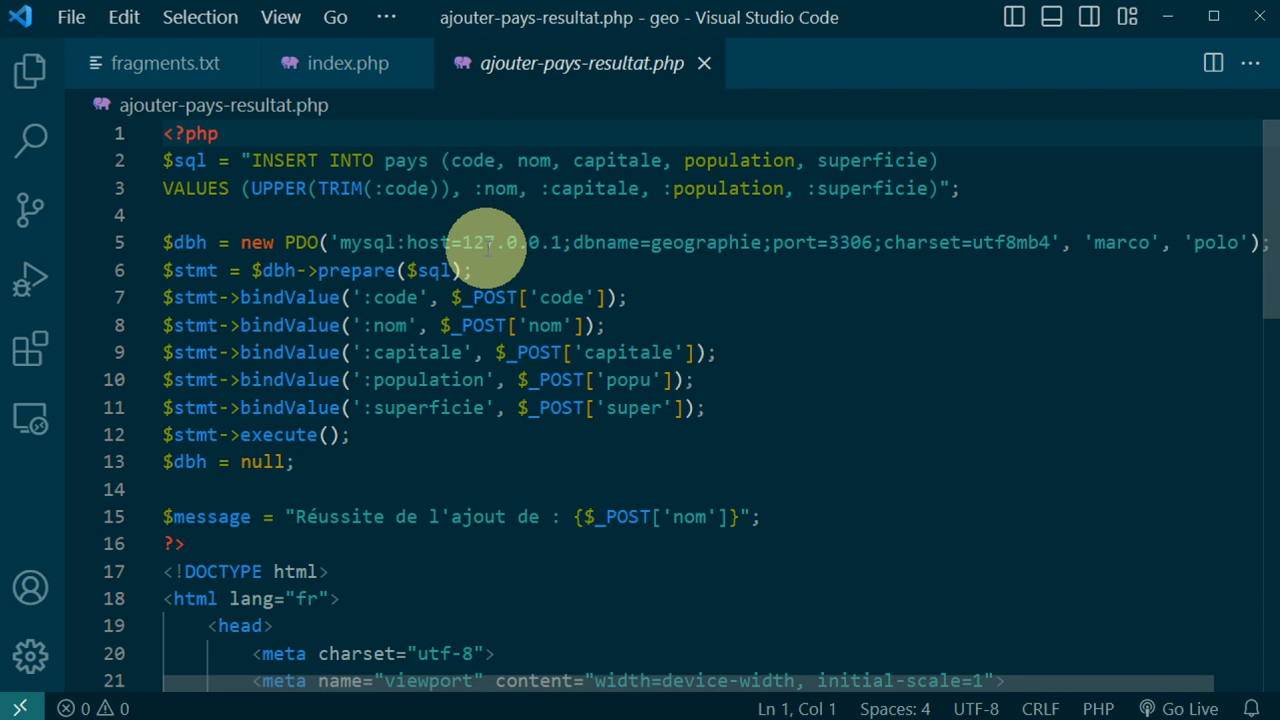 File Edit Selection View Go ··· ajouter-pays-resultat.php - geo - Visual Studio Code
fragments.txt index.php ajouter-pays-resultat.php
ajouter-pays-resultat.php
1 <?php
2 $sql = "INSERT INTO pays (code, nom, capitale, population, superficie)
3 VALUES (UPPER(TRIM(:code)), :nom, :capitale, :population, :superficie)";
4
5 $dbh = new PDO('mysql:host=127.0.0.1;dbname=geographie;port=3306;charset=utf8mb4', 'marco', 'polo');
6 $stmt = $dbh->prepare($sql);
7 $stmt->bindValue(':code', $_POST['code']);
8 $stmt->bindValue(':nom', $_POST['nom']);
9 $stmt->bindValue(':capitale', $_POST['capitale']);
10 $stmt->bindValue(':population', $_POST['popu']);
11 $stmt->bindValue(':superficie', $_POST['super']);
12 $stmt->execute();
13 $dbh = null;
14
15 $message = "Réussite de l'ajout de : {$_POST['nom']}";
16 ?>
17 <!DOCTYPE html>
18 <html lang="fr">
19 <head>
20 <meta charset="utf-8">
21 <meta name="viewport" content="width=device-width, initial-scale=1">
0 0 Ln 1, Col 1 Spaces: 4 UTF-8 CRLF PHP Go Live